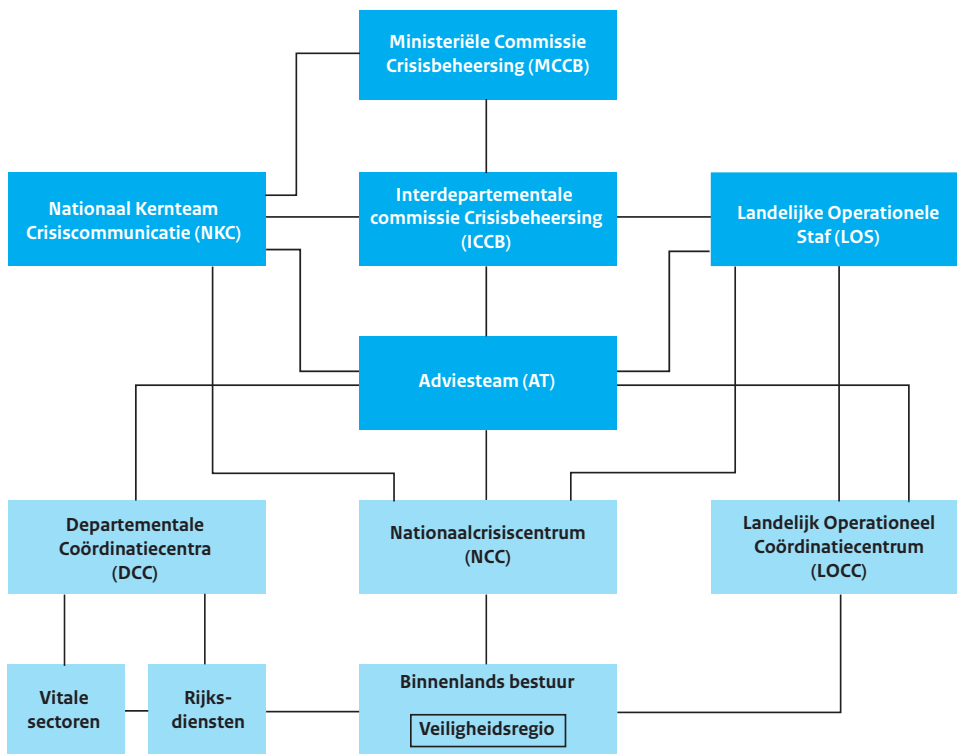 Ministeriële Commissie
Crisisbeheersing (MCCB)
Nationaal Kernteam
Crisiscommunicatie (NKC)
Interdepartementale
commissie Crisisbeheersing
(ICCB)
Landelijke Operationele
Staf (LOS)
Adviesteam (AT)
Departementale
Coördinatiecentra
(DCC)
Nationaalcrisiscentrum
(NCC)
Landelijk Operationeel
Coördinatiecentrum
(LOCC)
Vitale
sectoren
Rijks-
diensten
Binnenlands bestuur
Veiligheidsregio